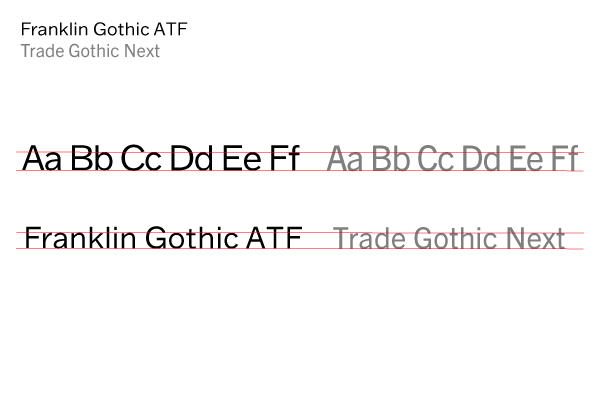 Franklin Gothic ATF
Trade Gothic Next
Aa Bb Cc Dd Ee Ff Aa Bb Cc Dd Ee Ff
Franklin Gothic ATF Trade Gothic Next